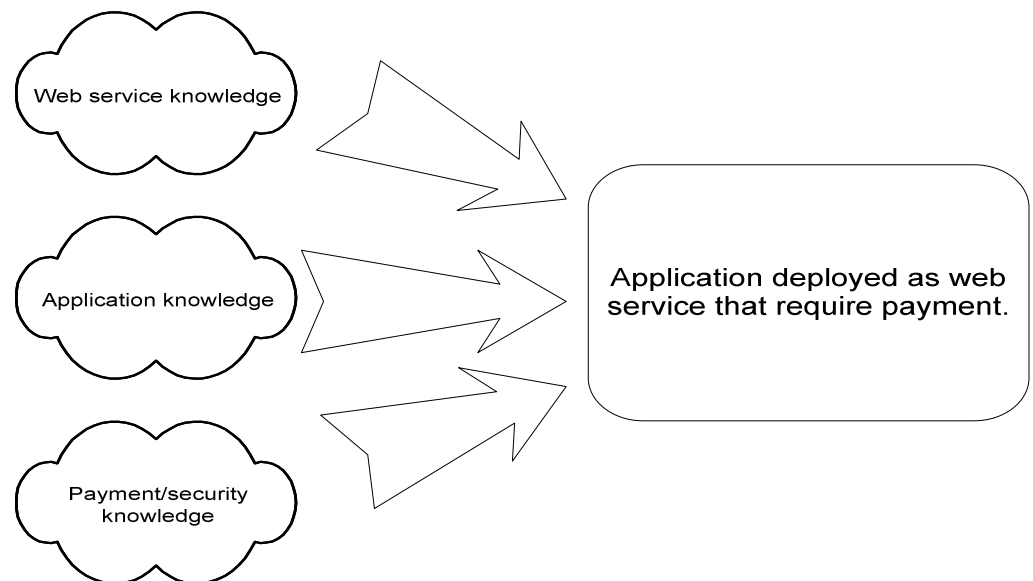 Web service knowledge
Application knowledge
Payment/security
knowledge
Application deployed as web
service that require payment.